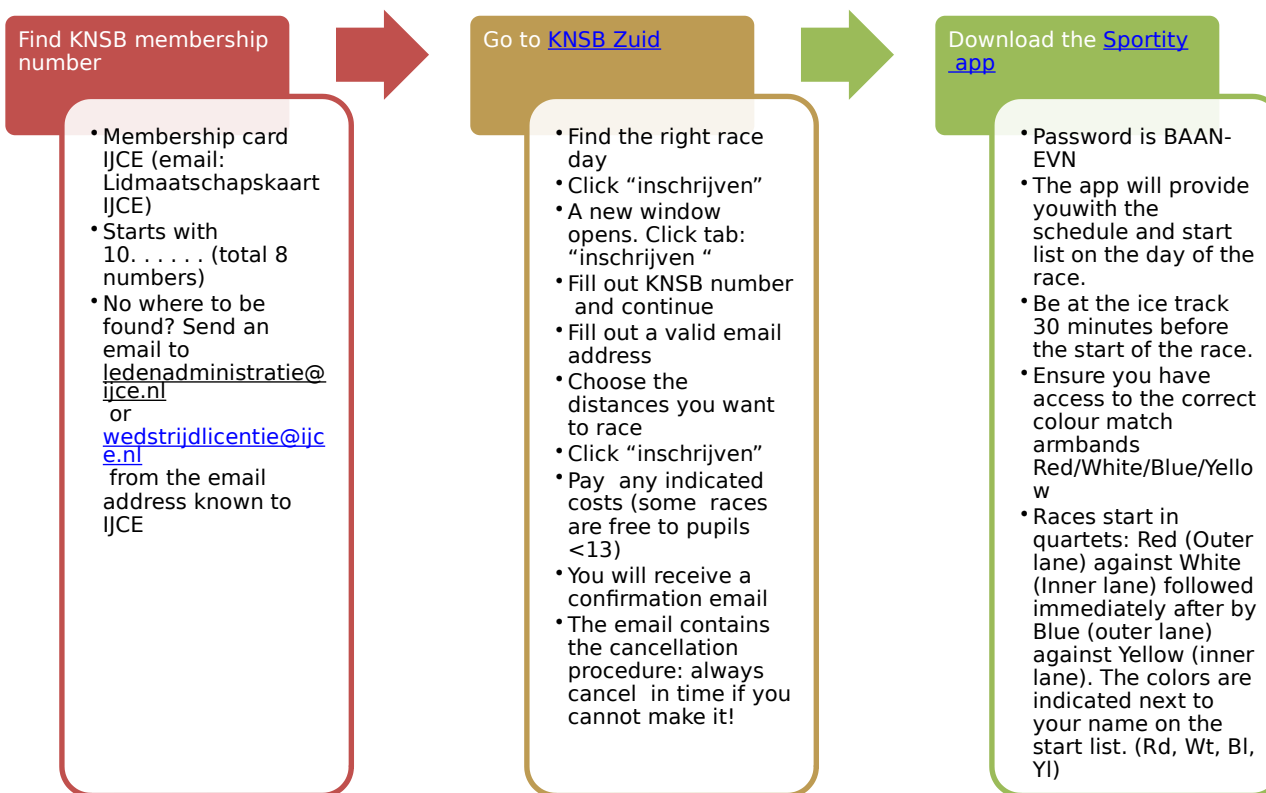 Find KNSB membership
number
• Membership card
IJCE (email:
Lidmaatschapskaart
IJCE)
• Starts with
10. . . . . . (total 8
numbers)
• No where to be
found? Send an
email to
ledenadministratie@
ijce.nl
or
wedstrijdlicentie@ijc
e.nl
from the email
address known to
IJCE
Go to KNSB Zuid
• Find the right race
day
• Click “inschrijven”
• A new window
opens. Click tab:
“inschrijven “
• Fill out KNSB number
and continue
• Fill out a valid email
address
• Choose the
distances you want
to race
• Click “inschrijven”
• Pay  any indicated
costs (some  races
are free to pupils
<13)
• You will receive a
confirmation email
• The email contains
the cancellation
procedure: always
cancel  in time if you
cannot make it!
Download the Sportity
app
• Password is BAAN-
EVN
• The app will provide
youwith the
schedule and start
list on the day of the
race.
• Be at the ice track
30 minutes before
the start of the race.
• Ensure you have
access to the correct
colour match
armbands
Red/White/Blue/Yello
w
• Races start in
quartets: Red (Outer
lane) against White
(Inner lane) followed
immediately after by
Blue (outer lane)
against Yellow (inner
lane). The colors are
indicated next to
your name on the
start list. (Rd, Wt, Bl,
Yl)